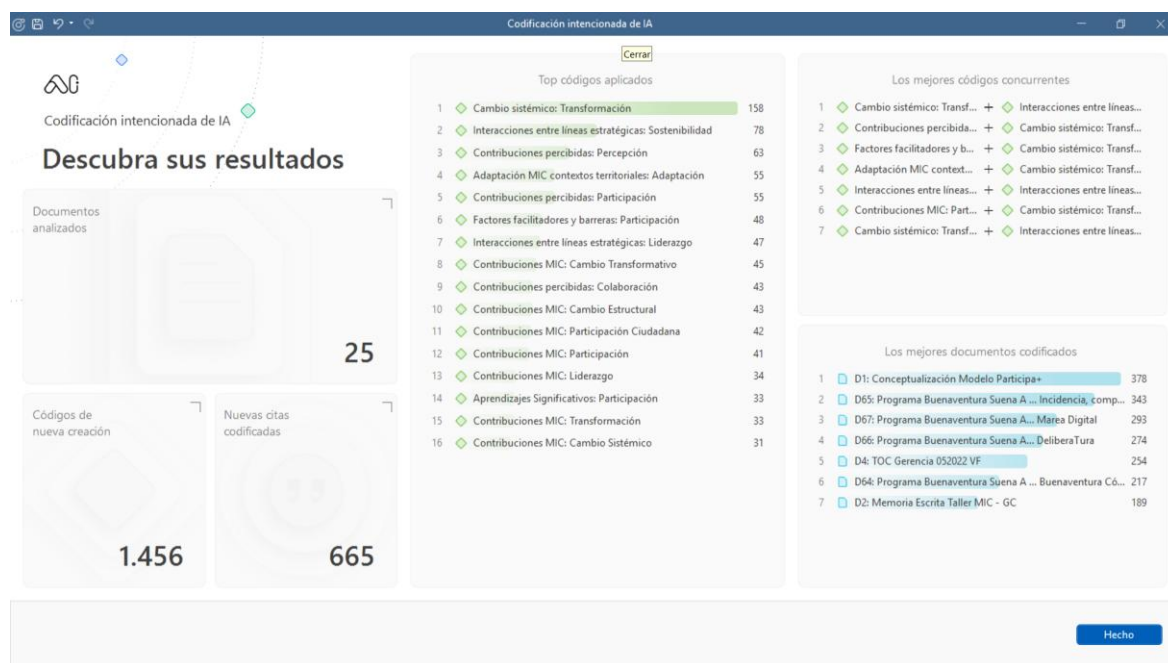 Codificación intencionada de IA
Cerrar
Codificación intencionada de IA
Descubra sus resultados
Documentos
analizados
25
Códigos de
nueva creación
1.456
Nuevas citas
codificadas
665
Top códigos aplicados
1 Cambio sistémico: Transformación 158
2 Interacciones entre líneas estratégicas: Sostenibilidad 78
3 Contribuciones percibidas: Percepción 63
4 Adaptación MIC contextos territoriales: Adaptación 55
5 Contribuciones percibidas: Participación 55
6 Factores facilitadores y barreras: Participación 48
7 Interacciones entre líneas estratégicas: Liderazgo 47
8 Contribuciones MIC: Cambio Transformativo 45
9 Contribuciones percibidas: Colaboración 43
10 Contribuciones MIC: Cambio Estructural 43
11 Contribuciones MIC: Participación Ciudadana 42
12 Contribuciones MIC: Participación 41
13 Contribuciones MIC: Liderazgo 34
14 Aprendizajes Significativos: Participación 33
15 Contribuciones MIC: Transformación 33
16 Contribuciones MIC: Cambio Sistémico 31
Los mejores códigos concurrentes
1 Cambio sistémico: Transf... + Interacciones entre líneas...
2 Contribuciones percibida... + Cambio sistémico: Transf...
3 Factores facilitadores y b... + Cambio sistémico: Transf...
4 Adaptación MIC context... + Cambio sistémico: Transf...
5 Interacciones entre líneas... + Interacciones entre líneas...
6 Contribuciones MIC: Part... + Cambio sistémico: Transf...
7 Cambio sistémico: Transf... + Interacciones entre líneas...
Los mejores documentos codificados
1 D1: Conceptualización Modelo Participa+ 378
2 D65: Programa Buenaventura Suena A ... Incidencia, comp... 343
3 D67: Programa Buenaventura Suena A... Marea Digital 293
4 D66: Programa Buenaventura Suena A... DeliberaTura 274
5 D4: TOC Gerencia 052022 VF 254
6 D64: Programa Buenaventura Suena A ... Buenaventura Có... 217
7 D2: Memoria Escrita Taller MIC - GC 189
Hecho